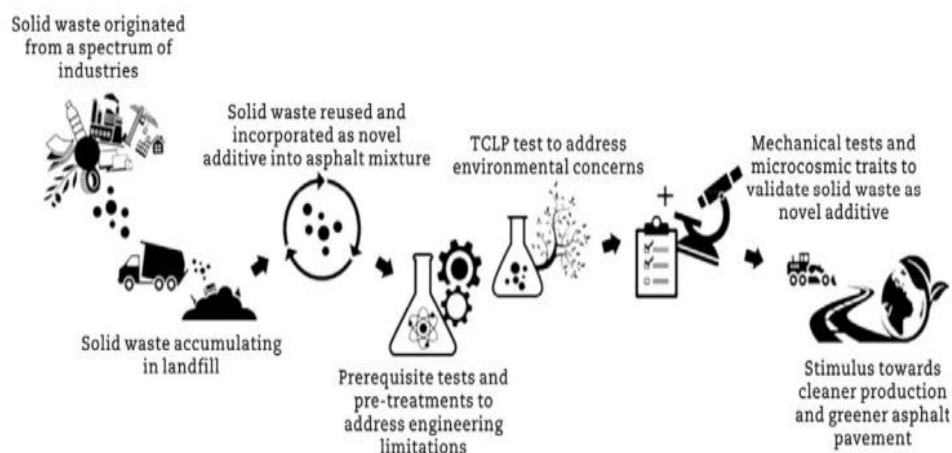 Solid waste originated
from a spectrum of
industries
Solid waste accumulating
in landfill
Solid waste reused and
incorporated as novel
additive into asphalt mixture
Prerequisite tests and
pre-treatments to
address engineering
limitations
TCLP test to address
environmental concerns
Mechanical tests and
microcosmic traits to
validate solid waste as
novel additive
Stimulus towards
cleaner production
and greener asphalt
pavement